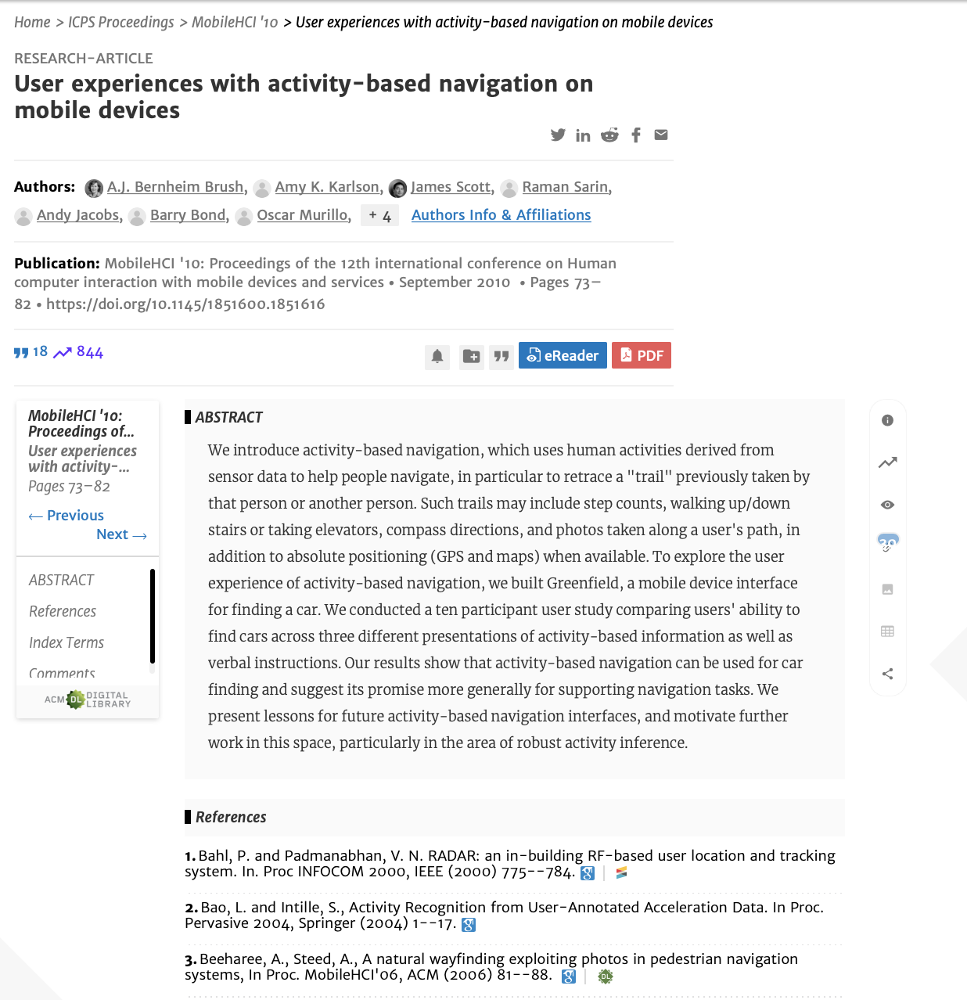 Home > ICPS Proceedings > MobileHCI '10 > User experiences with activity-based navigation on mobile devices
RESEARCH-ARTICLE
User experiences with activity-based navigation on
mobile devices
Authors: A.J. Bernheim Brush, Amy K. Karlson, James Scott, Raman Sarin,
Andy Jacobs, Barry Bond, Oscar Murillo, + 4 Authors Info & Affiliations
Publication: MobileHCI '10: Proceedings of the 12th international conference on Human
computer interaction with mobile devices and services • September 2010 • Pages 73–
82 • https://doi.org/10.1145/1851600.1851616
18 844
eReader PDF
MobileHCI '10:
Proceedings of...
User experiences
with activity-...
Pages 73–82
← Previous
Next →
ABSTRACT
References
Index Terms
Comments
ACM DL DIGITAL
LIBRARY
ABSTRACT
We introduce activity-based navigation, which uses human activities derived from
sensor data to help people navigate, in particular to retrace a "trail" previously taken by
that person or another person. Such trails may include step counts, walking up/down
stairs or taking elevators, compass directions, and photos taken along a user's path, in
addition to absolute positioning (GPS and maps) when available. To explore the user
experience of activity-based navigation, we built Greenfield, a mobile device interface
for finding a car. We conducted a ten participant user study comparing users' ability to
find cars across three different presentations of activity-based information as well as
verbal instructions. Our results show that activity-based navigation can be used for car
finding and suggest its promise more generally for supporting navigation tasks. We
present lessons for future activity-based navigation interfaces, and motivate further
work in this space, particularly in the area of robust activity inference.
References
1. Bahl, P. and Padmanabhan, V. N. RADAR: an in-building RF-based user location and tracking
system. In. Proc INFOCOM 2000, IEEE (2000) 775--784.
2. Bao, L. and Intille, S., Activity Recognition from User-Annotated Acceleration Data. In Proc.
Pervasive 2004, Springer (2004) 1--17.
3. Beeharee, A., Steed, A., A natural wayfinding exploiting photos in pedestrian navigation
systems, In Proc. MobileHCI'06, ACM (2006) 81--88.